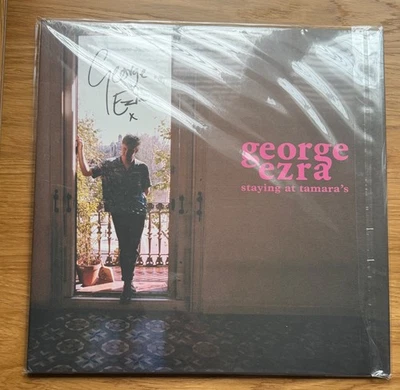 George
Ezra
x
george
ezra
staying at tamara's